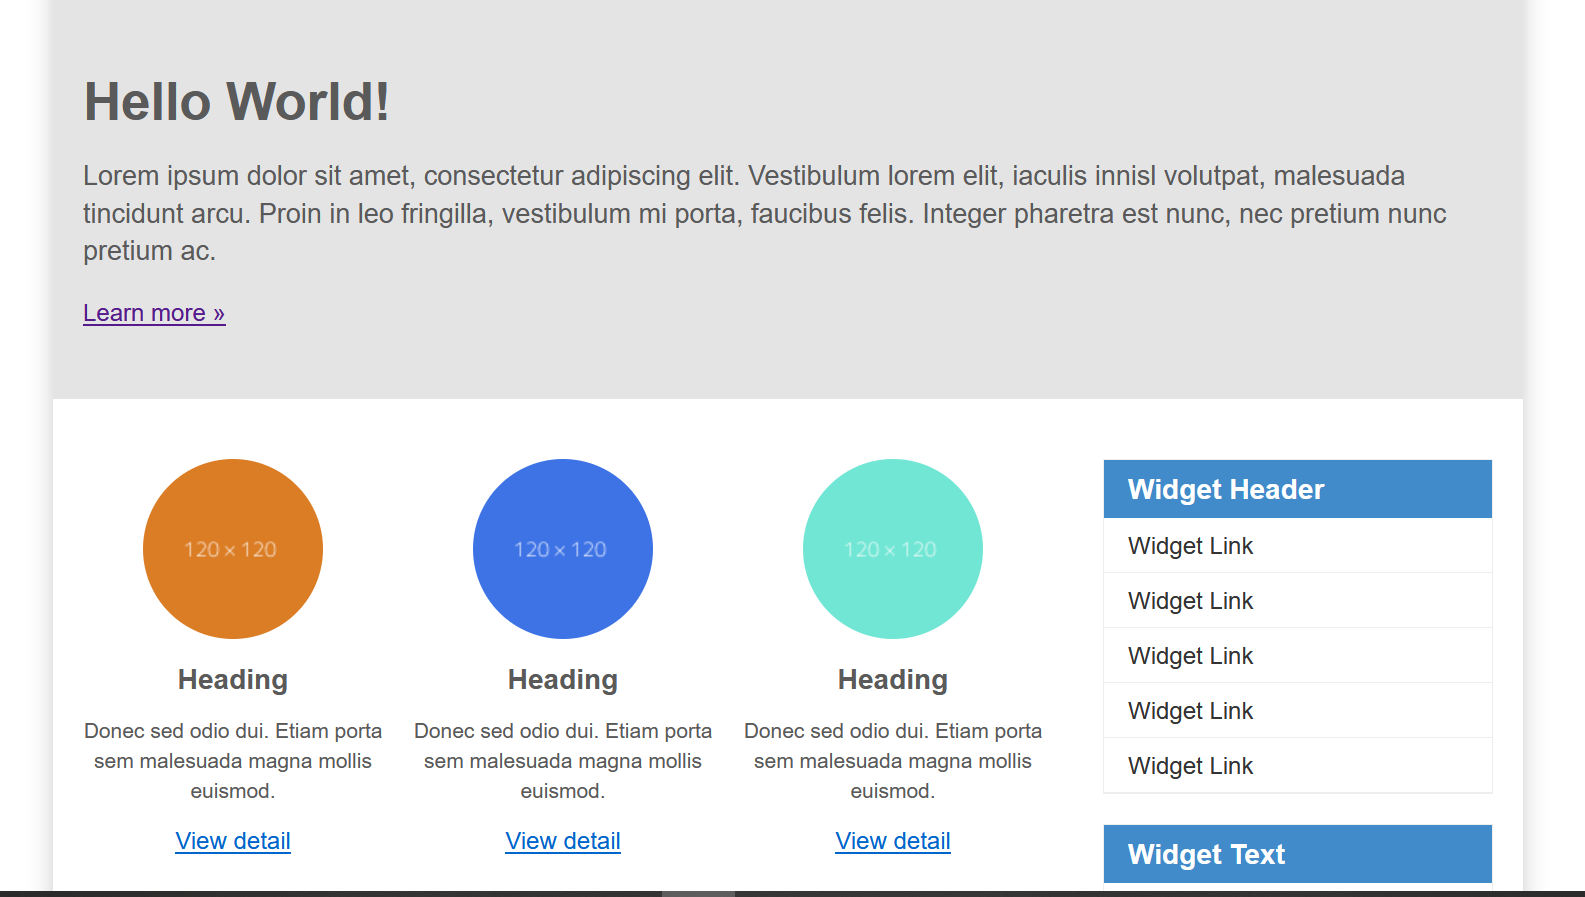 Hello World!
Lorem ipsum dolor sit amet, consectetur adipiscing elit. Vestibulum lorem elit, iaculis innisl volutpat, malesuada
tincidunt arcu. Proin in leo fringilla, vestibulum mi porta, faucibus felis. Integer pharetra est nunc, nec pretium nunc
pretium ac.
Learn more »
120 × 120
Heading
Donec sed odio dui. Etiam porta
sem malesuada magna mollis
euismod.
View detail
120 × 120
Heading
Donec sed odio dui. Etiam porta
sem malesuada magna mollis
euismod.
View detail
120 × 120
Heading
Donec sed odio dui. Etiam porta
sem malesuada magna mollis
euismod.
View detail
Widget Header
Widget Link
Widget Link
Widget Link
Widget Link
Widget Link
Widget Text